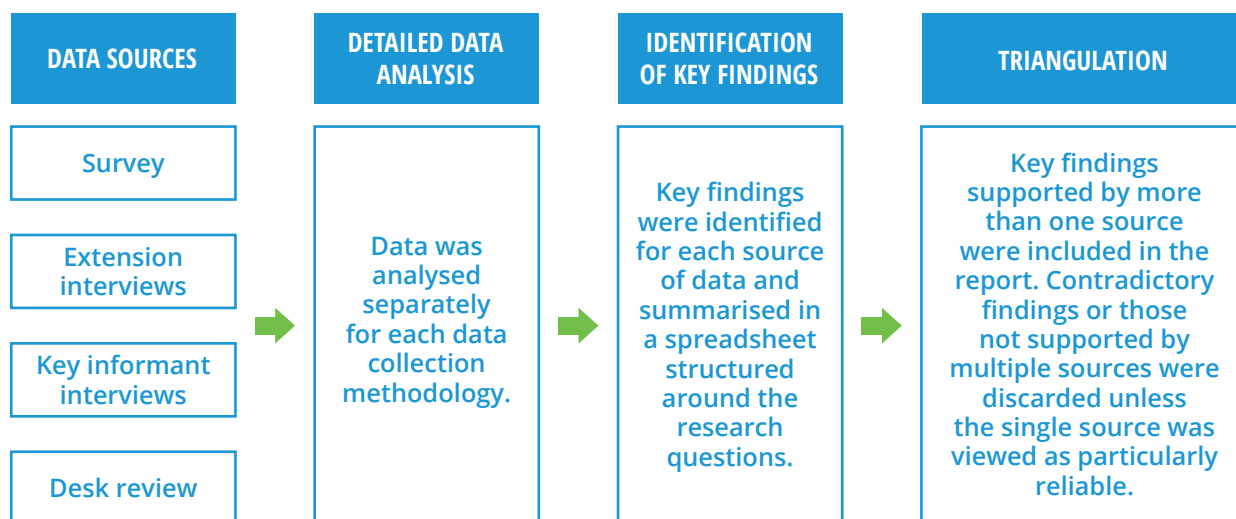 DATA SOURCES
Survey
Extension
interviews
Key informant
interviews
Desk review
DETAILED DATA
ANALYSIS
Data was
analysed
separately
for each data
collection
methodology.
IDENTIFICATION
OF KEY FINDINGS
Key findings
were identified
for each source
of data and
summarised in
a spreadsheet
structured
around the
research
questions.
TRIANGULATION
Key findings
supported by more
than one source
were included in the
report. Contradictory
findings or those
not supported by
multiple sources were
discarded unless
the single source was
viewed as particularly
reliable.